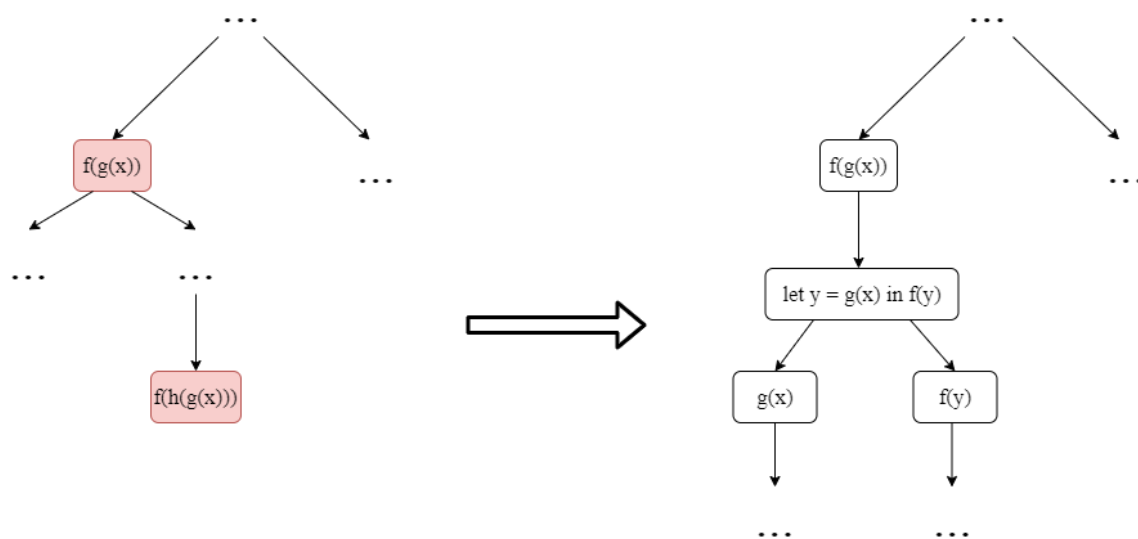 ...
...
f(g(x))
...
...
...
f(h(g(x)))
...
f(g(x))
...
let y = g(x) in f(y)
g(x)
f(y)
...
...